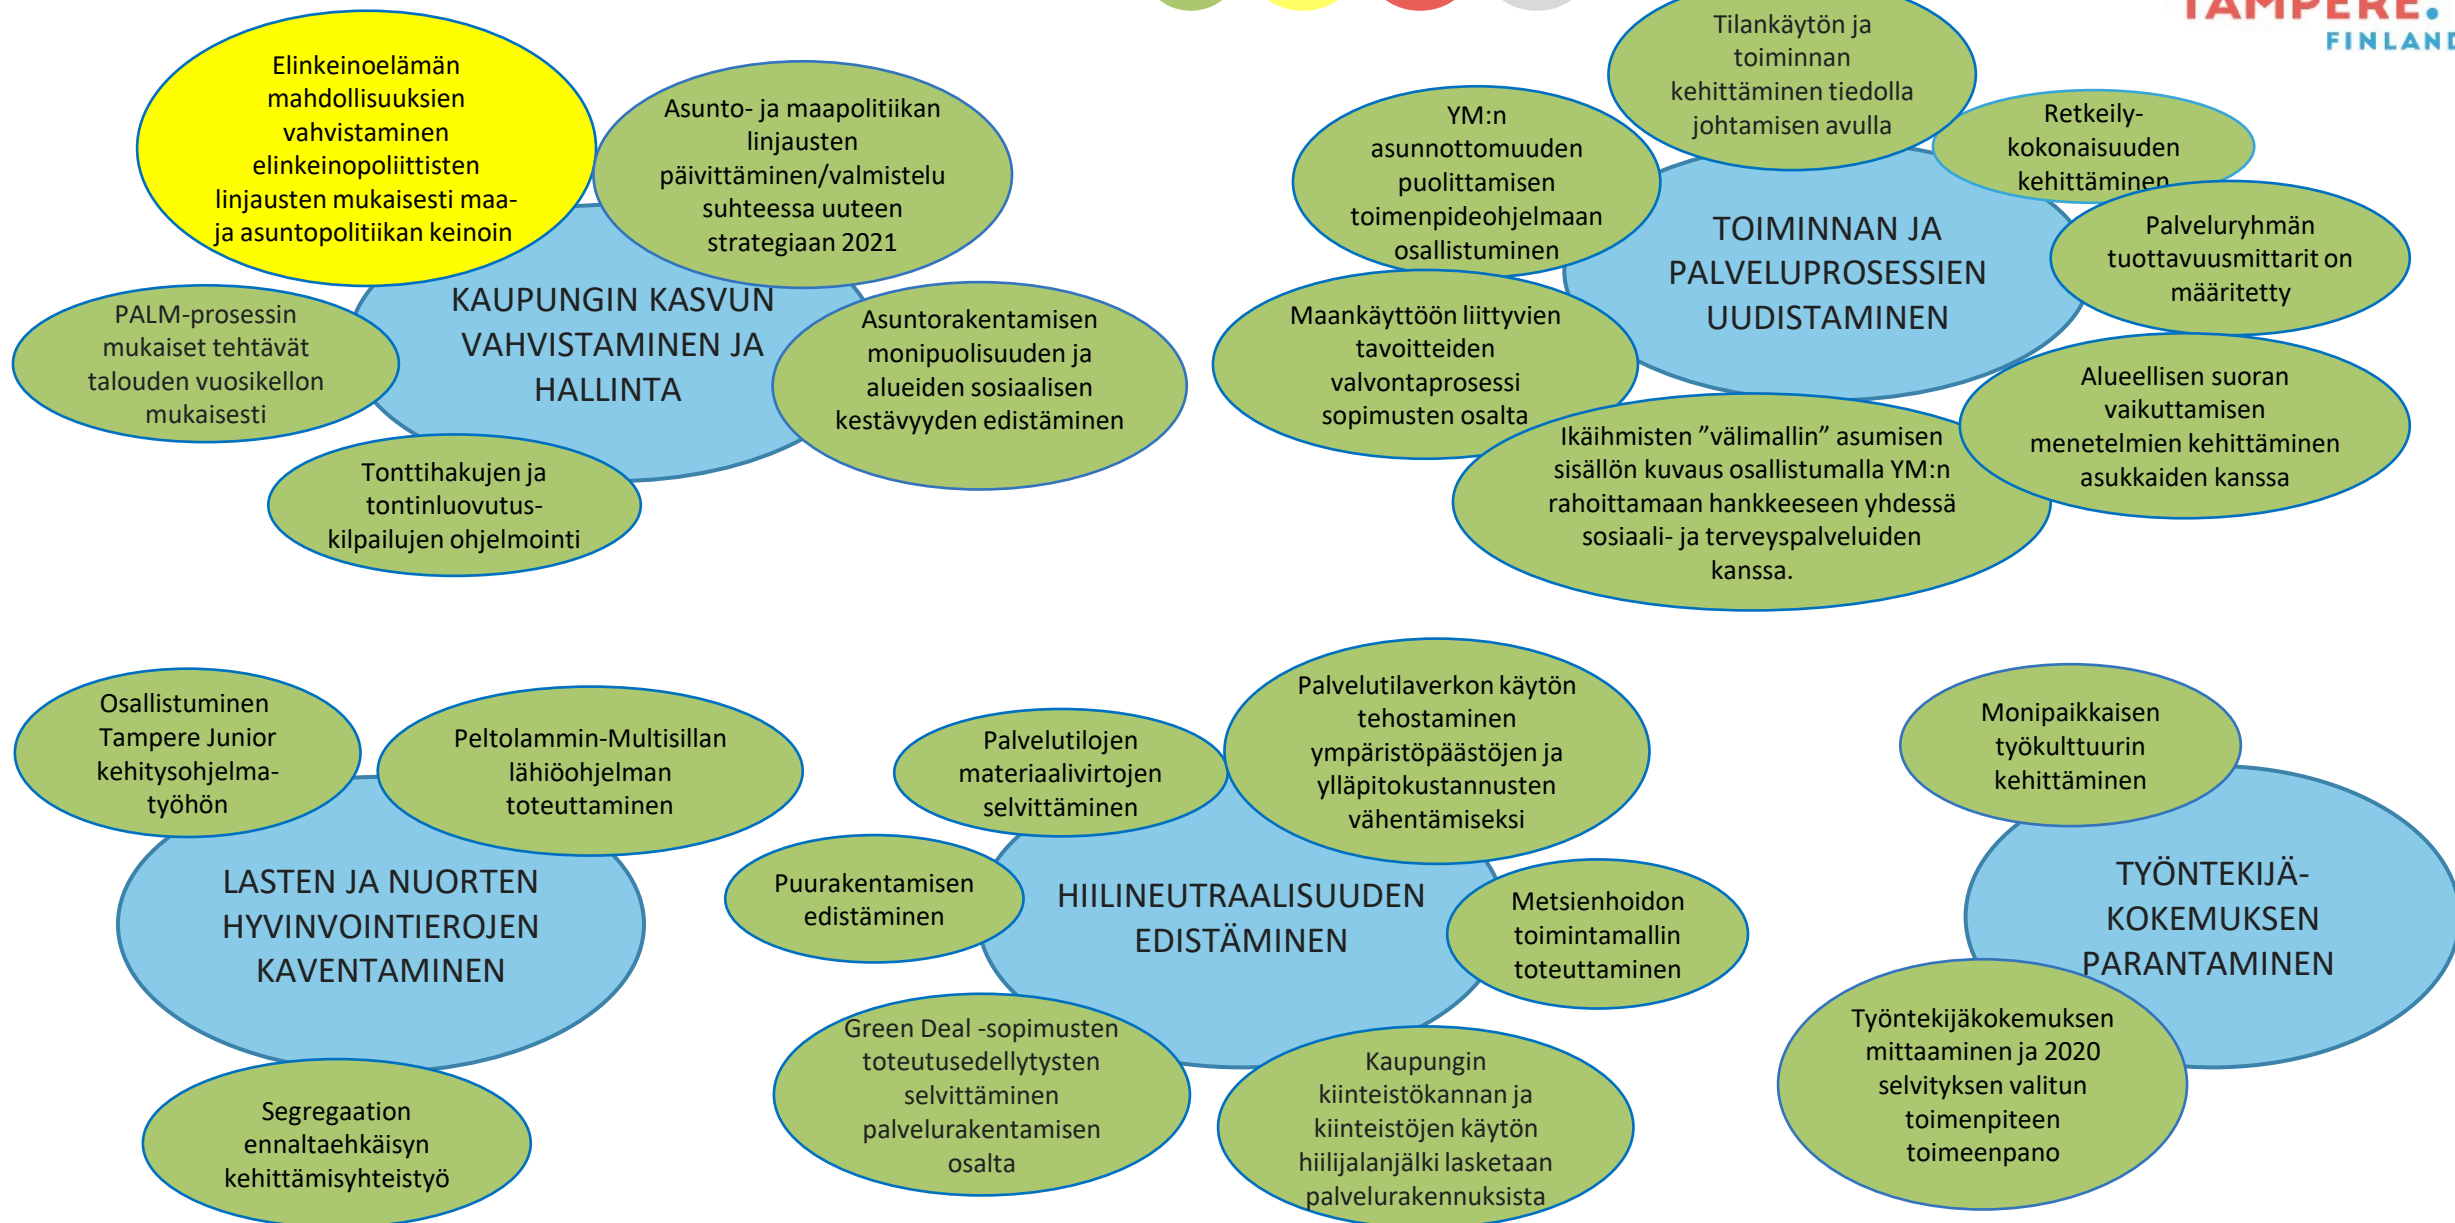 TAMPERE.
FINLAND
Elinkeinoelämän
mahdollisuuksien
vahvistaminen
elinkeinopoliittisten
linjausten mukaisesti maa-
ja asuntopolitiikan keinoin
Asunto- ja maapolitiikan
linjausten
päivittäminen/valmistelu
suhteessa uuteen
strategiaan 2021
PALM-prosessin
mukaiset tehtävät
talouden vuosikellon
mukaisesti
KAUPUNGIN KASVUN
VAHVISTAMINEN JA
HALLINTA
Asuntorakentamisen
monipuolisuuden ja
alueiden sosiaalisen
kestävyyden edistäminen
Tonttihakujen ja
tontinluovutus-
kilpailujen ohjelmointi
Tilankäytön ja
toiminnan
kehittäminen tiedolla
johtamisen avulla
YM:n
asunnottomuuden
puolittamisen
toimenpideohjelmaan
osallistuminen
Retkeily-
kokonaisuuden
kehittäminen
TOIMINNAN JA
PALVELUPROSESSIEN
UUDISTAMINEN
Palveluryhmän
tuottavuusmittarit on
määritetty
Maankäyttöön liittyvien
tavoitteiden
valvontaprosessi
sopimusten osalta
Alueellisen suoran
vaikuttamisen
menetelmien kehittäminen
asukkaiden kanssa
Ikäihmisten ”välimallin” asumisen
sisällön kuvaus osallistumalla YM:n
rahoittamaan hankkeeseen yhdessä
sosiaali- ja terveyspalveluiden
kanssa.
Osallistuminen
Tampere Junior
kehitysohjelma-
työhön
Peltolammin-Multisillan
lähiöohjelman
toteuttaminen
LASTEN JA NUORTEN
HYVINVOINTIEROJEN
KAVENTAMINEN
Segregaation
ennaltaehkäisyn
kehittämisyhteistyö
Palvelutilojen
materiaalivirtojen
selvittäminen
Palvelutilaverkon käytön
tehostaminen
ympäristöpäästöjen ja
ylläpitokustannusten
vähentämiseksi
Puurakentamisen
edistäminen
HIILINEUTRAALISUUDEN
EDISTÄMINEN
Metsienhoidon
toimintamallin
toteuttaminen
Green Deal -sopimusten
toteutusedellytysten
selvittäminen
palvelurakentamisen
osalta
Kaupungin
kiinteistökannan ja
kiinteistöjen käytön
hiilijalanjälki lasketaan
palvelurakennuksista
Monipaikkaisen
työkulttuurin
kehittäminen
TYÖNTEKIJÄ-
KOKEMUKSEN
PARANTAMINEN
Työntekijäkokemuksen
mittaaminen ja 2020
selvityksen valitun
toimenpiteen
toimeenpano